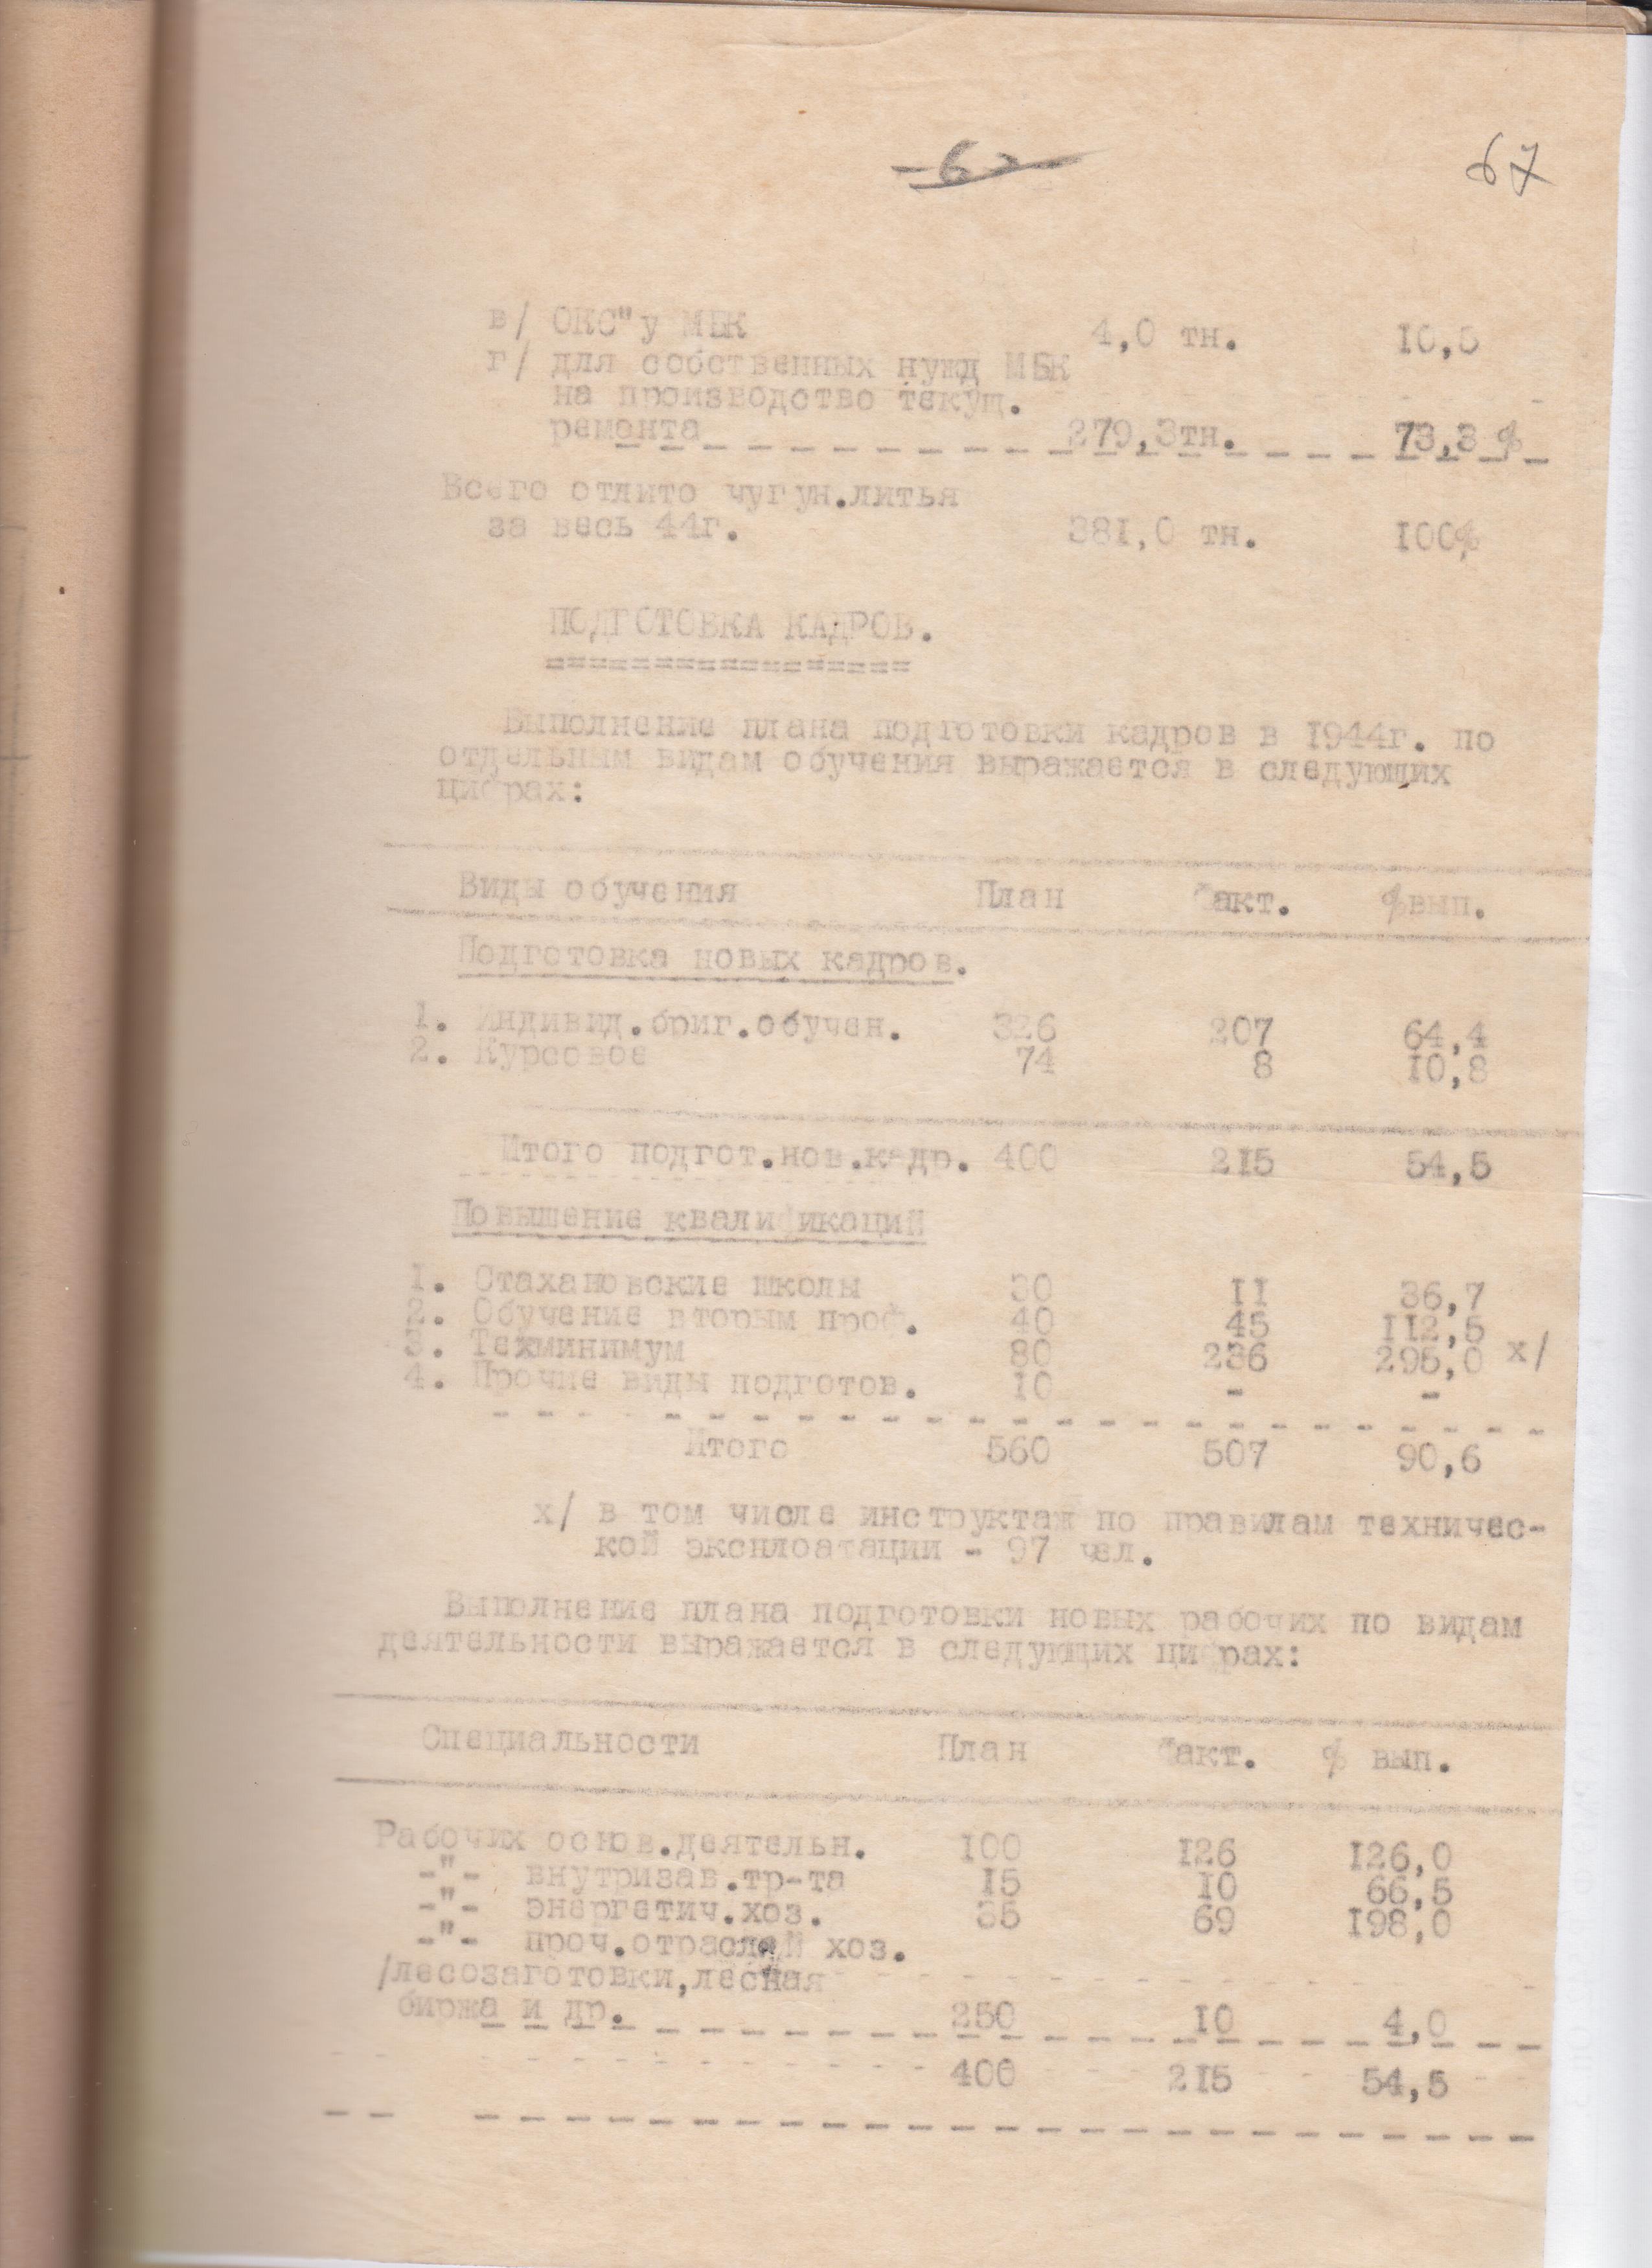 67
в/ ОКС"у МБК 4,0 тн. 10,5
г/ для собственных нужд МБК
на производство текущ.
ремонта 279,3тн. 73,3 %
Всего отлито чугун.литья
за весь 44г. 381,0 тн. 100%
ПОДГОТОВКА КАДРОВ.
==================
Выполнение плана подготовки кадров в 1944г. по
отдельным видам обучения выражается в следующих
цифрах:
Виды обучения План Факт. %вып.
Подготовка новых кадров.
1. Индивид.бриг.обучен. 326 207 64,4
2. Курсовое 74 8 10,8
Итого подгот.нов.кадр. 400 215 54,5
Повышение квалификаций
1. Стахановские школы 30 11 36,7
2. Обучение вторым проф. 40 45 112,5
3. Техминимум 80 236 295,0 х/
4. Прочие виды подготов. 10 - -
Итого 560 507 90,6
х/ в том числе инструктаж по правилам техничес-
кой эксплоатации - 97 чел.
Выполнение плана подготовки новых рабочих по видам
деятельности выражается в следующих цифрах:
Специальности План Факт. % вып.
Рабочих основ.деятельн. 100 126 126,0
-"- внутризав.тр-та 15 10 66,5
-"- энергетич.хоз. 35 69 198,0
-"- проч.отраслей хоз.
/лесозаготовки,лесная
биржа и др. 250 10 4,0
400 215 54,5